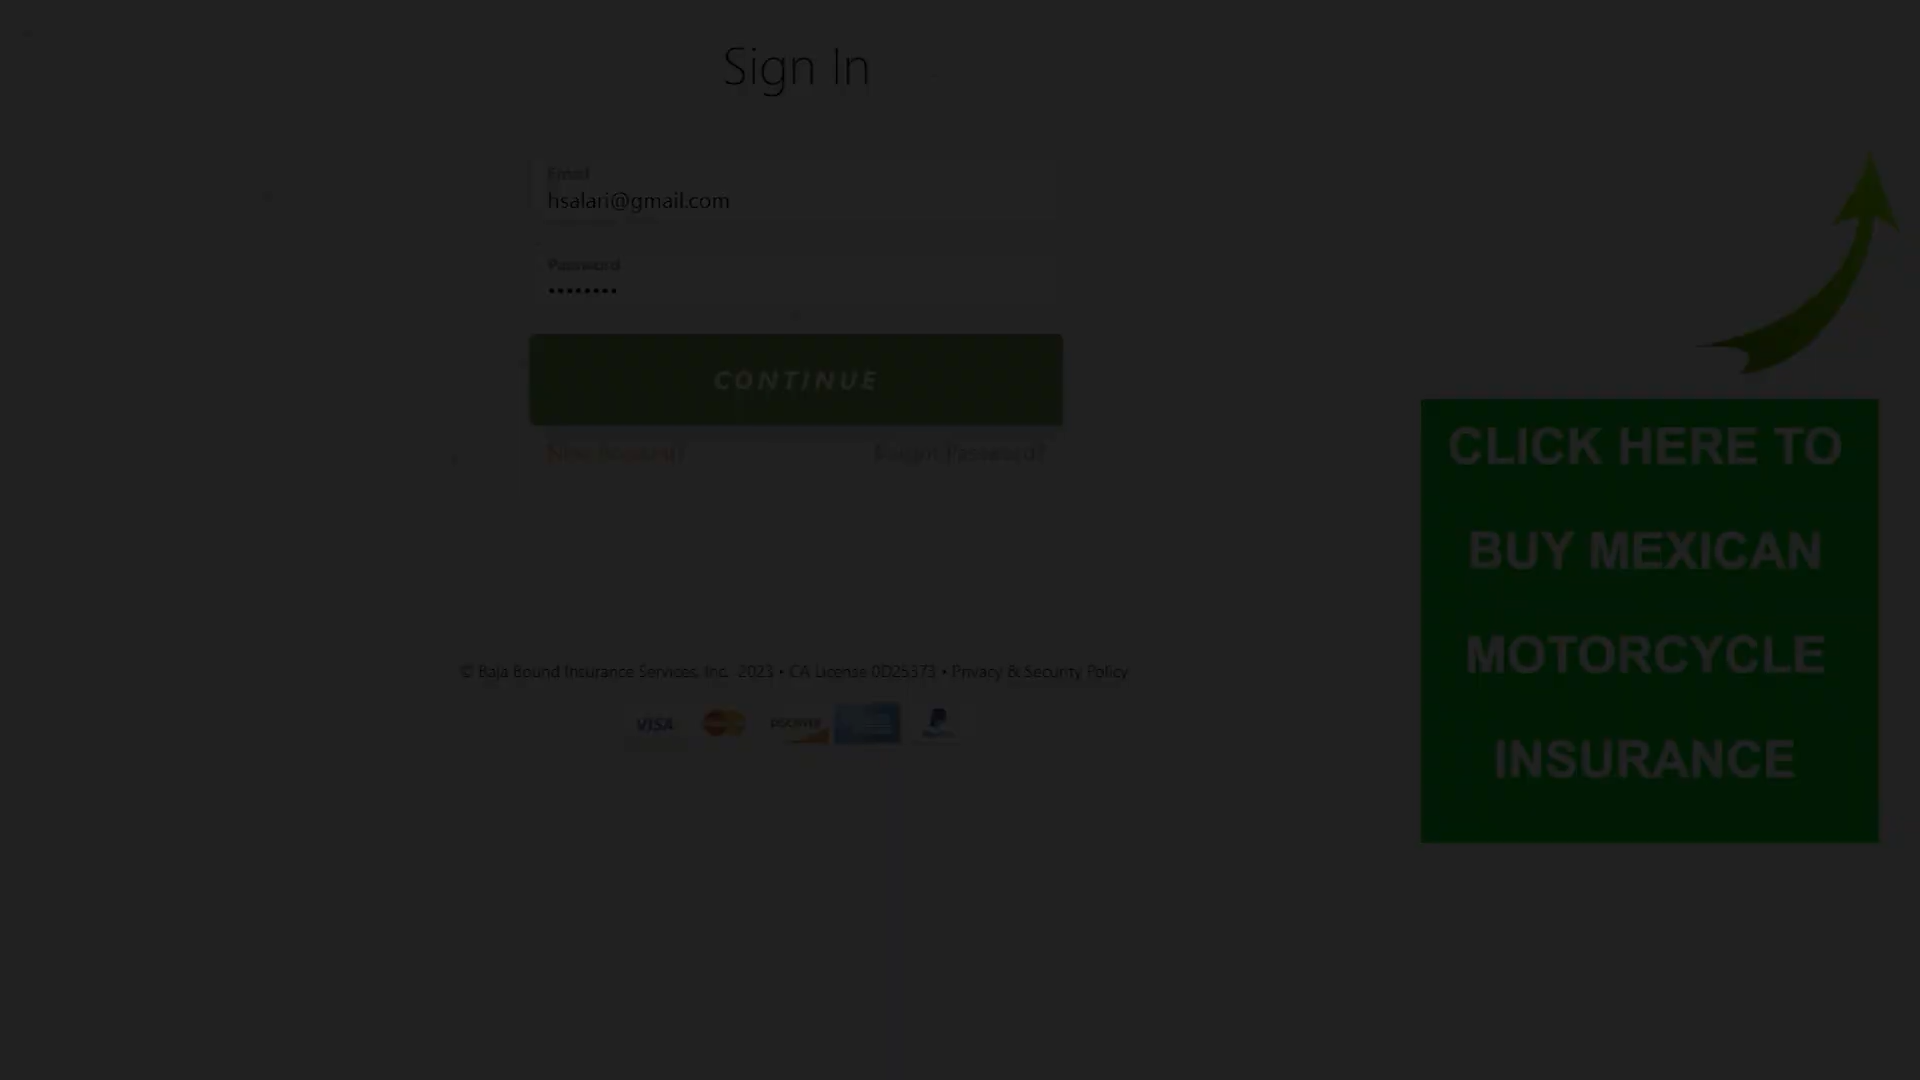 Sign In
Email
hsalari@gmail.com
Password
••••••••
CONTINUE
New Account?
Forgot Password?
CLICK HERE TO
BUY MEXICAN
MOTORCYCLE
INSURANCE
© Baja Bound Insurance Services, Inc. 2023 • CA License 0D25373 • Privacy & Security Policy
VISA
DISCOVER